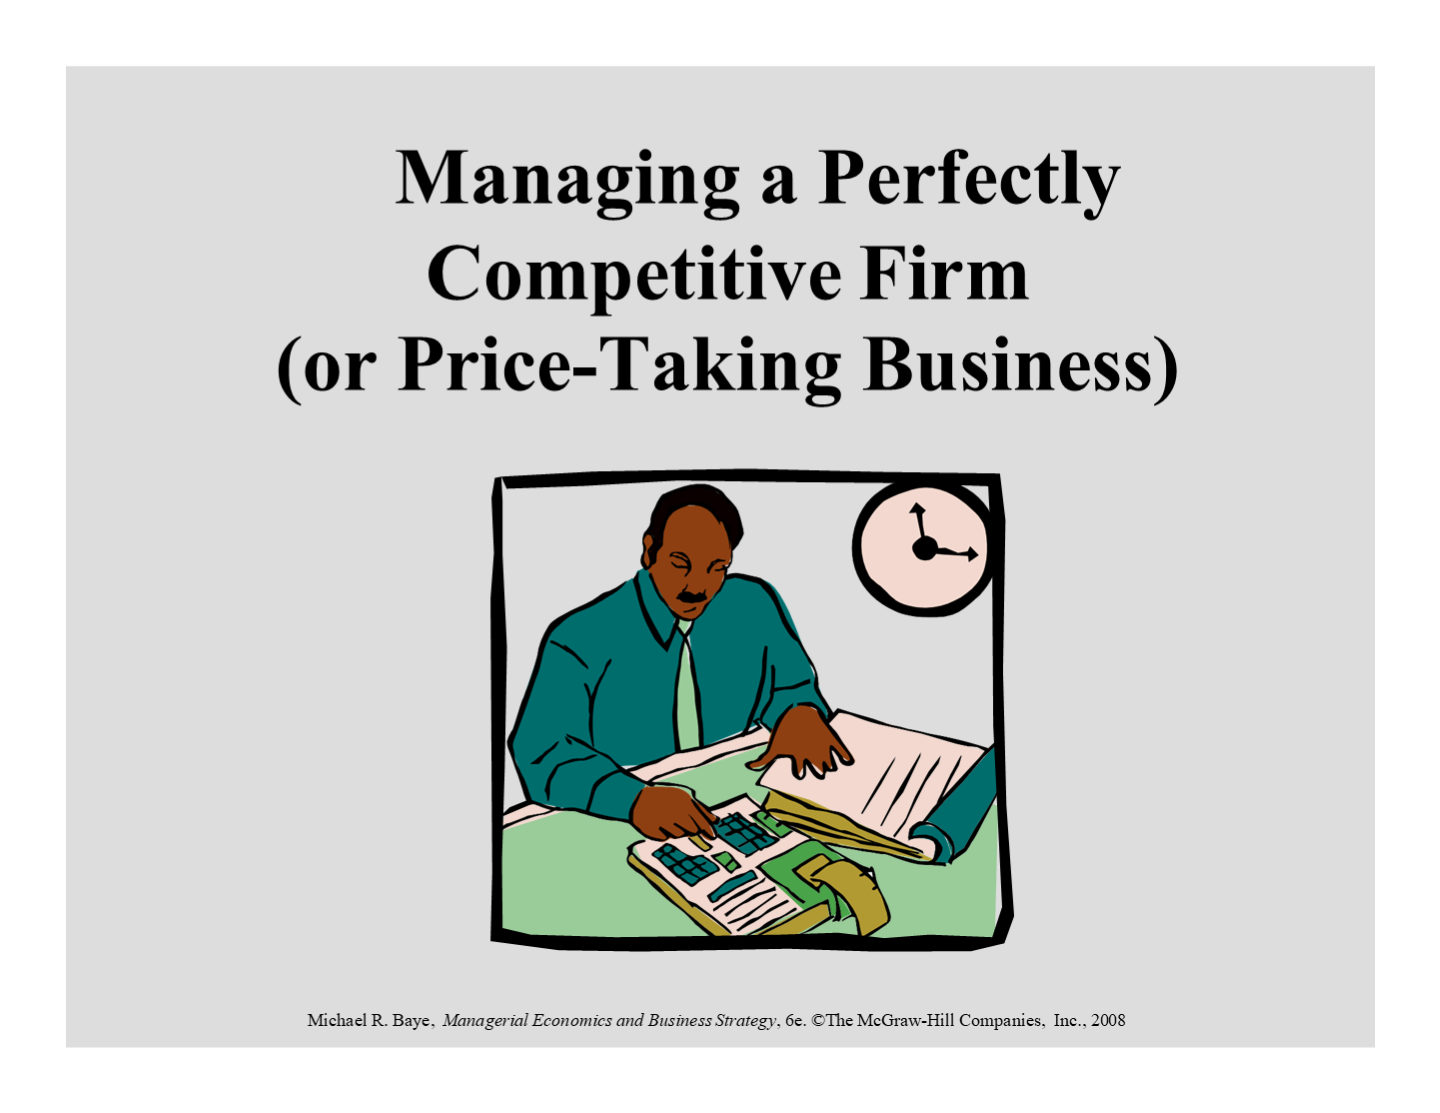 Managing a Perfectly
Competitive Firm
(or Price-Taking Business)
Michael R. Baye, Managerial Economics and Business Strategy, 6e. ©The McGraw-Hill Companies, Inc., 2008